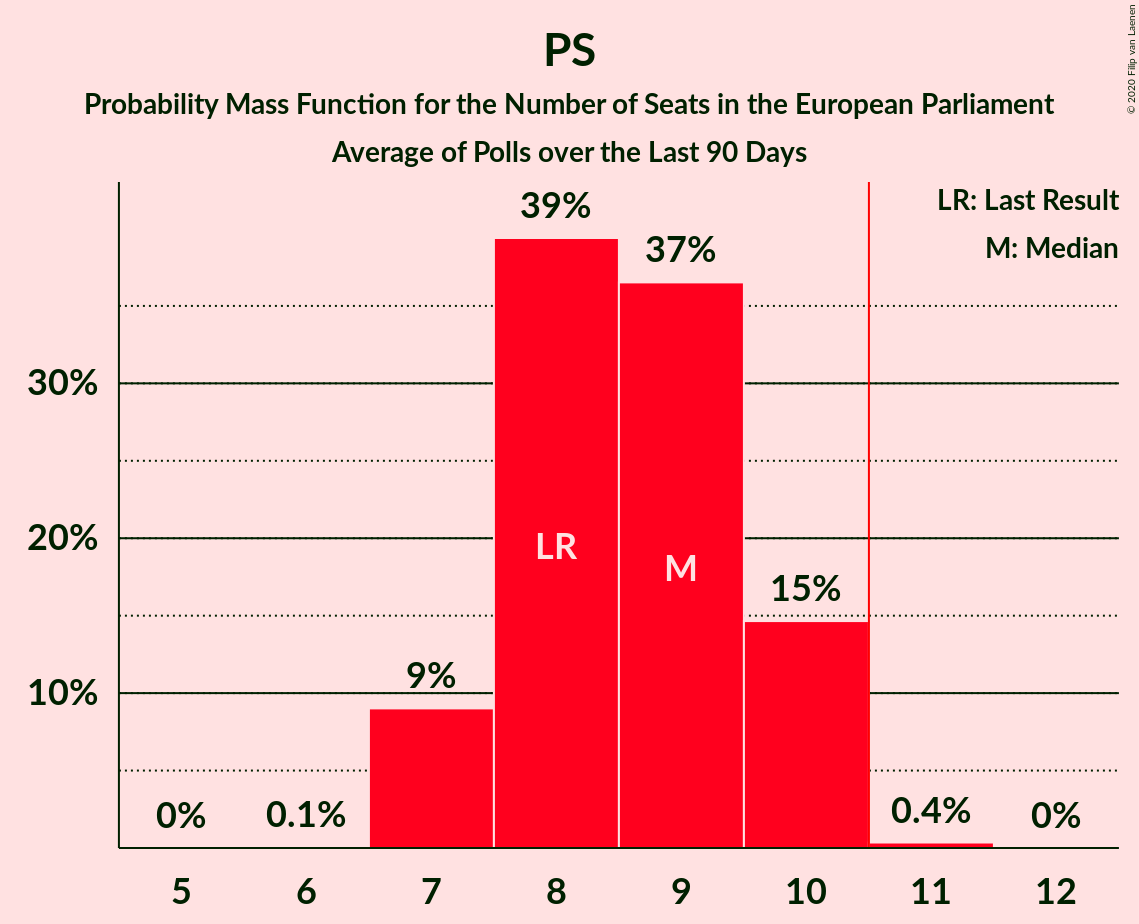 PS
Probability Mass Function for the Number of Seats in the European Parliament
Average of Polls over the Last 90 Days
© 2020 Filip van Laenen
LR: Last Result
M: Median
39%
37%
30%
20%
LR
M
15%
10%
9%
0%
0.1%
0.4%
0%
5 6 7 8 9 10 11 12